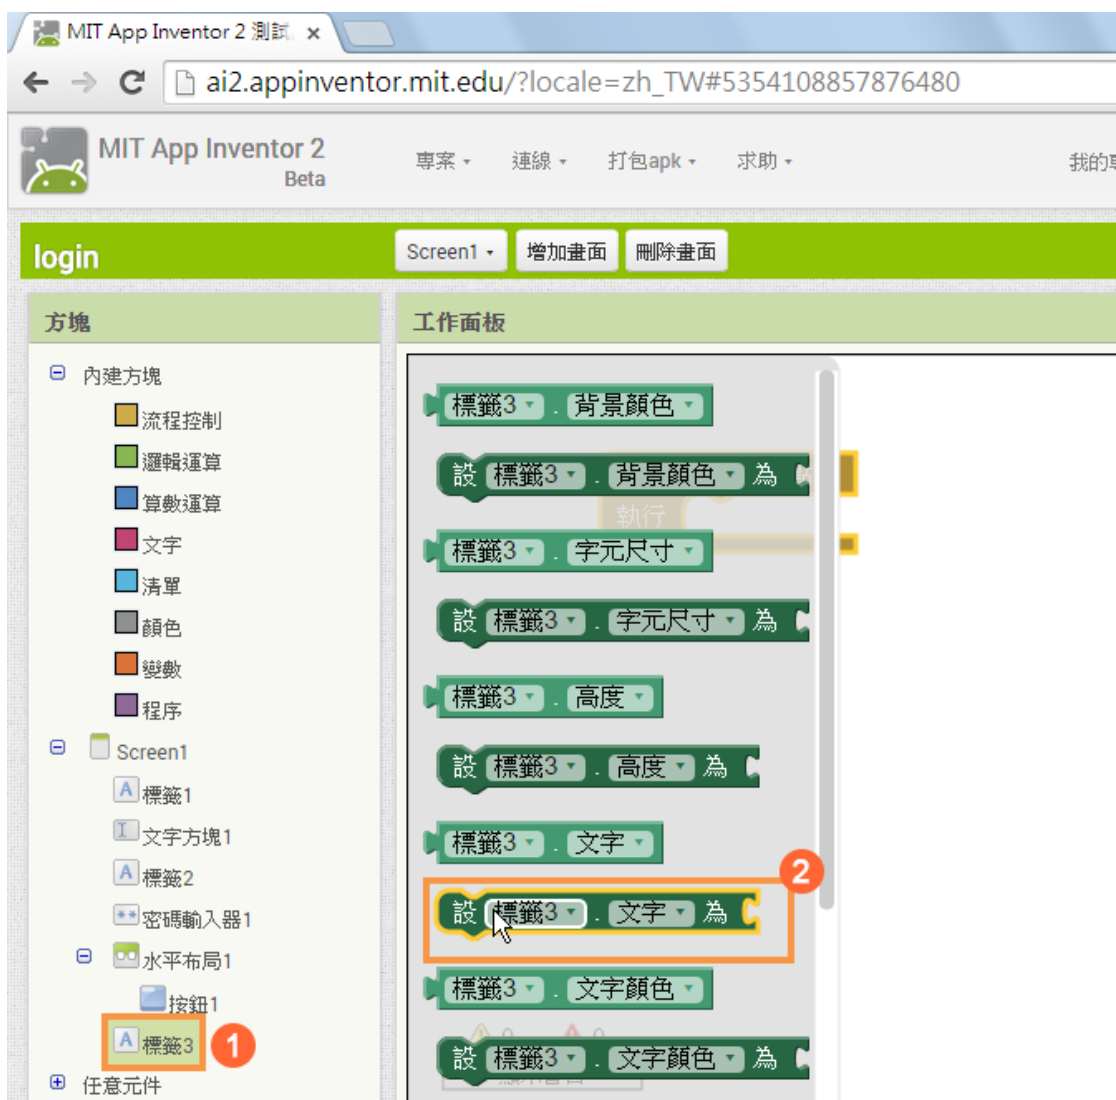 MIT App Inventor 2 測試
ai2.appinventor.mit.edu/?locale=zh_TW#5354108857876480
MIT App Inventor 2
Beta
專案
連線
打包apk
求助
我的
login
Screen1
增加畫面
刪除畫面
方塊
工作面板
內建方塊
流程控制
邏輯運算
算數運算
文字
清單
顏色
變數
程序
Screen1
標籤1
文字方塊1
標籤2
密碼輸入器1
水平布局1
按鈕1
標籤3
1
任意元件
標籤3 . 背景顏色
設 標籤3 . 背景顏色 為
執行
標籤3 . 字元尺寸
設 標籤3 . 字元尺寸 為
標籤3 . 高度
設 標籤3 . 高度 為
標籤3 . 文字
2
設 標籤3 . 文字 為
標籤3 . 文字顏色
0 0
設 標籤3 . 文字顏色 為